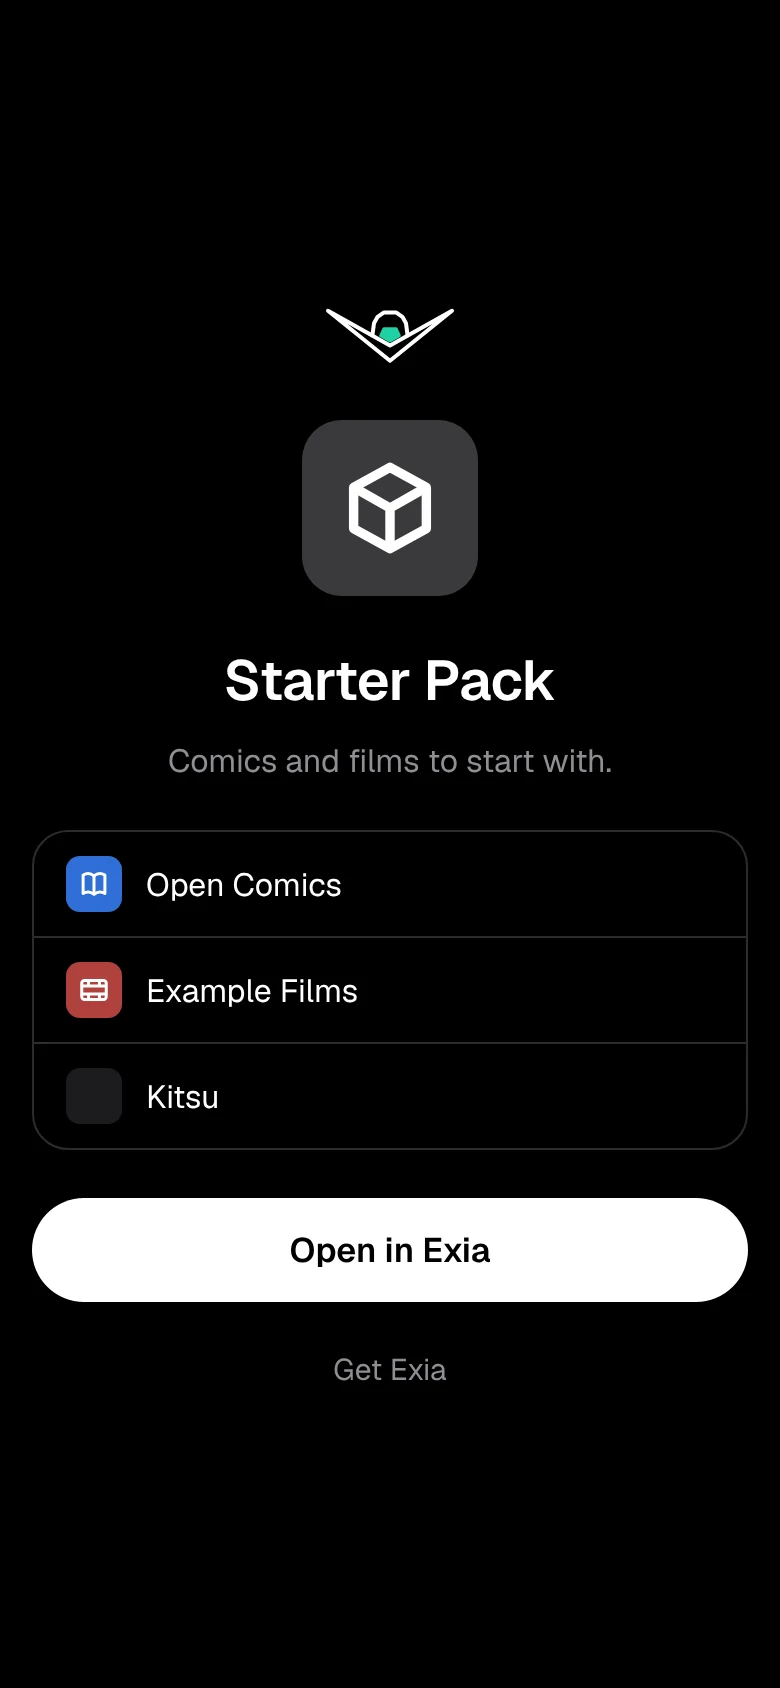 Starter Pack
Comics and films to start with.
Open Comics
Example Films
Kitsu
Open in Exia
Get Exia